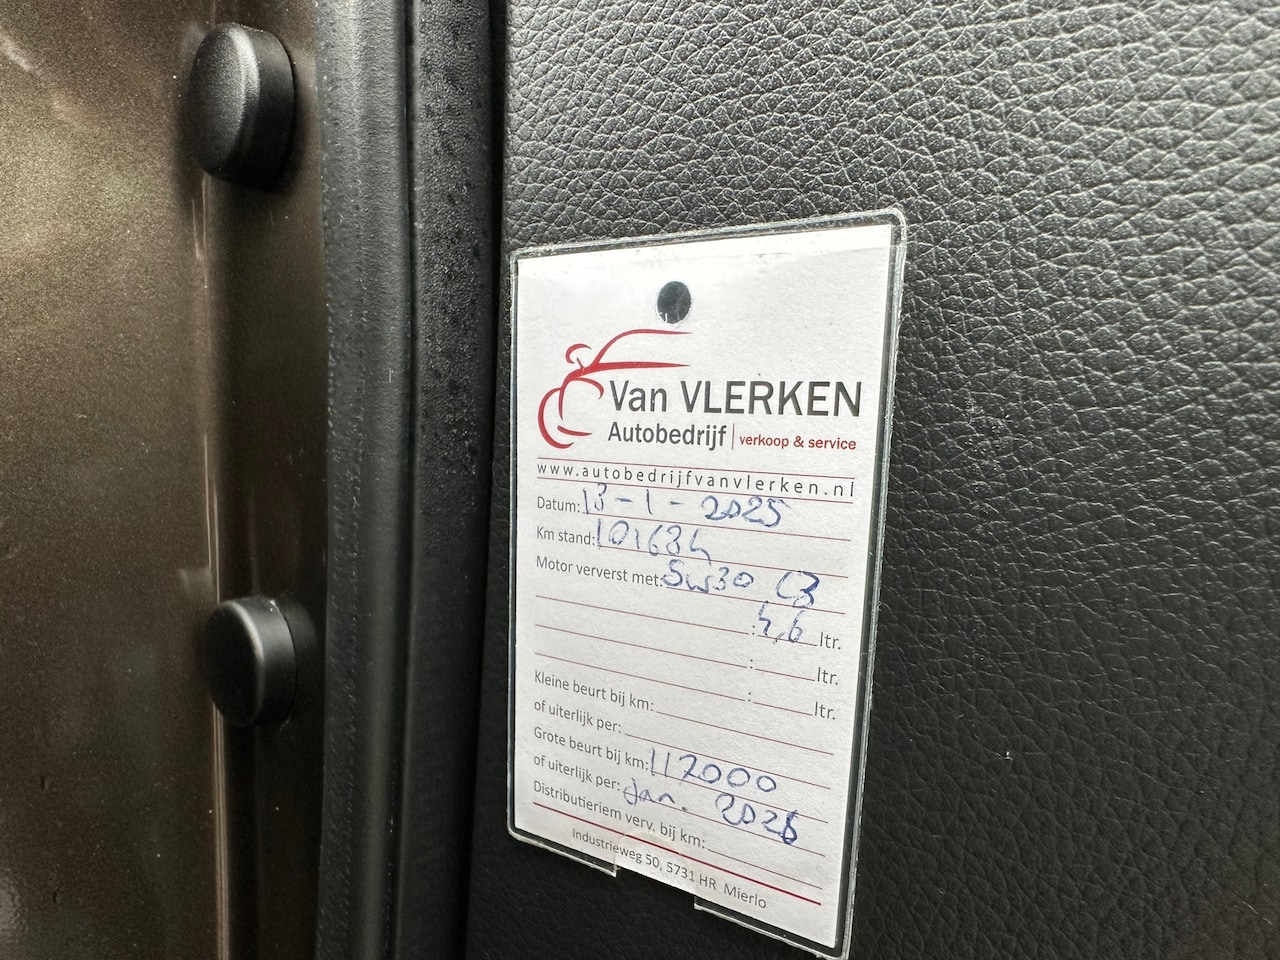 Van VLERKEN
Autobedrijf | verkoop & service
www.autobedrijfvanvlerken.nl
Datum: 13-1-2025
Km stand: 101634
Motor ververst met: 5w30 C3
: 4,6 ltr.
: ltr.
: ltr.
Kleine beurt bij km:
of uiterlijk per:
Grote beurt bij km: 117000
of uiterlijk per: Jan. 2026
Distributieriem verv. bij km:
Industrieweg 50, 5731 HR Mierlo